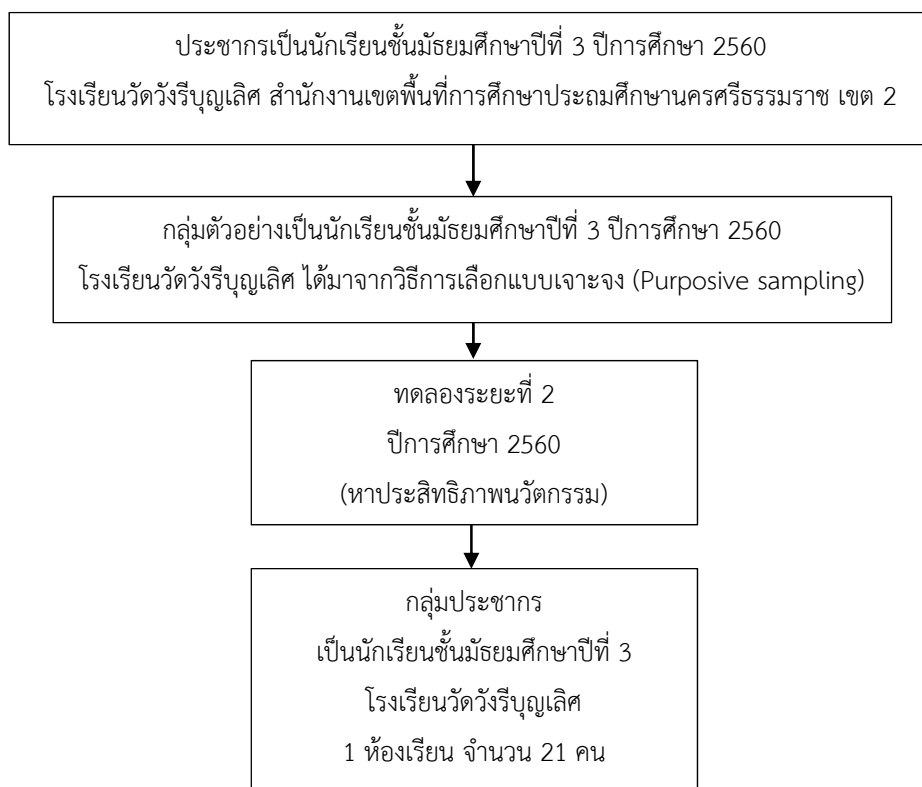 ประชากรเป็นนักเรียนชั้นมัธยมศึกษาปีที่ 3 ปีการศึกษา 2560
โรงเรียนวัดวังรีบุญเลิศ สำนักงานเขตพื้นที่การศึกษาประถมศึกษานครศรีธรรมราช เขต 2
กลุ่มตัวอย่างเป็นนักเรียนชั้นมัธยมศึกษาปีที่ 3 ปีการศึกษา 2560
โรงเรียนวัดวังรีบุญเลิศ ได้มาจากวิธีการเลือกแบบเจาะจง (Purposive sampling)
ทดลองระยะที่ 2
ปีการศึกษา 2560
(หาประสิทธิภาพนวัตกรรม)
กลุ่มประชากร
เป็นนักเรียนชั้นมัธยมศึกษาปีที่ 3
โรงเรียนวัดวังรีบุญเลิศ
1 ห้องเรียน จำนวน 21 คน